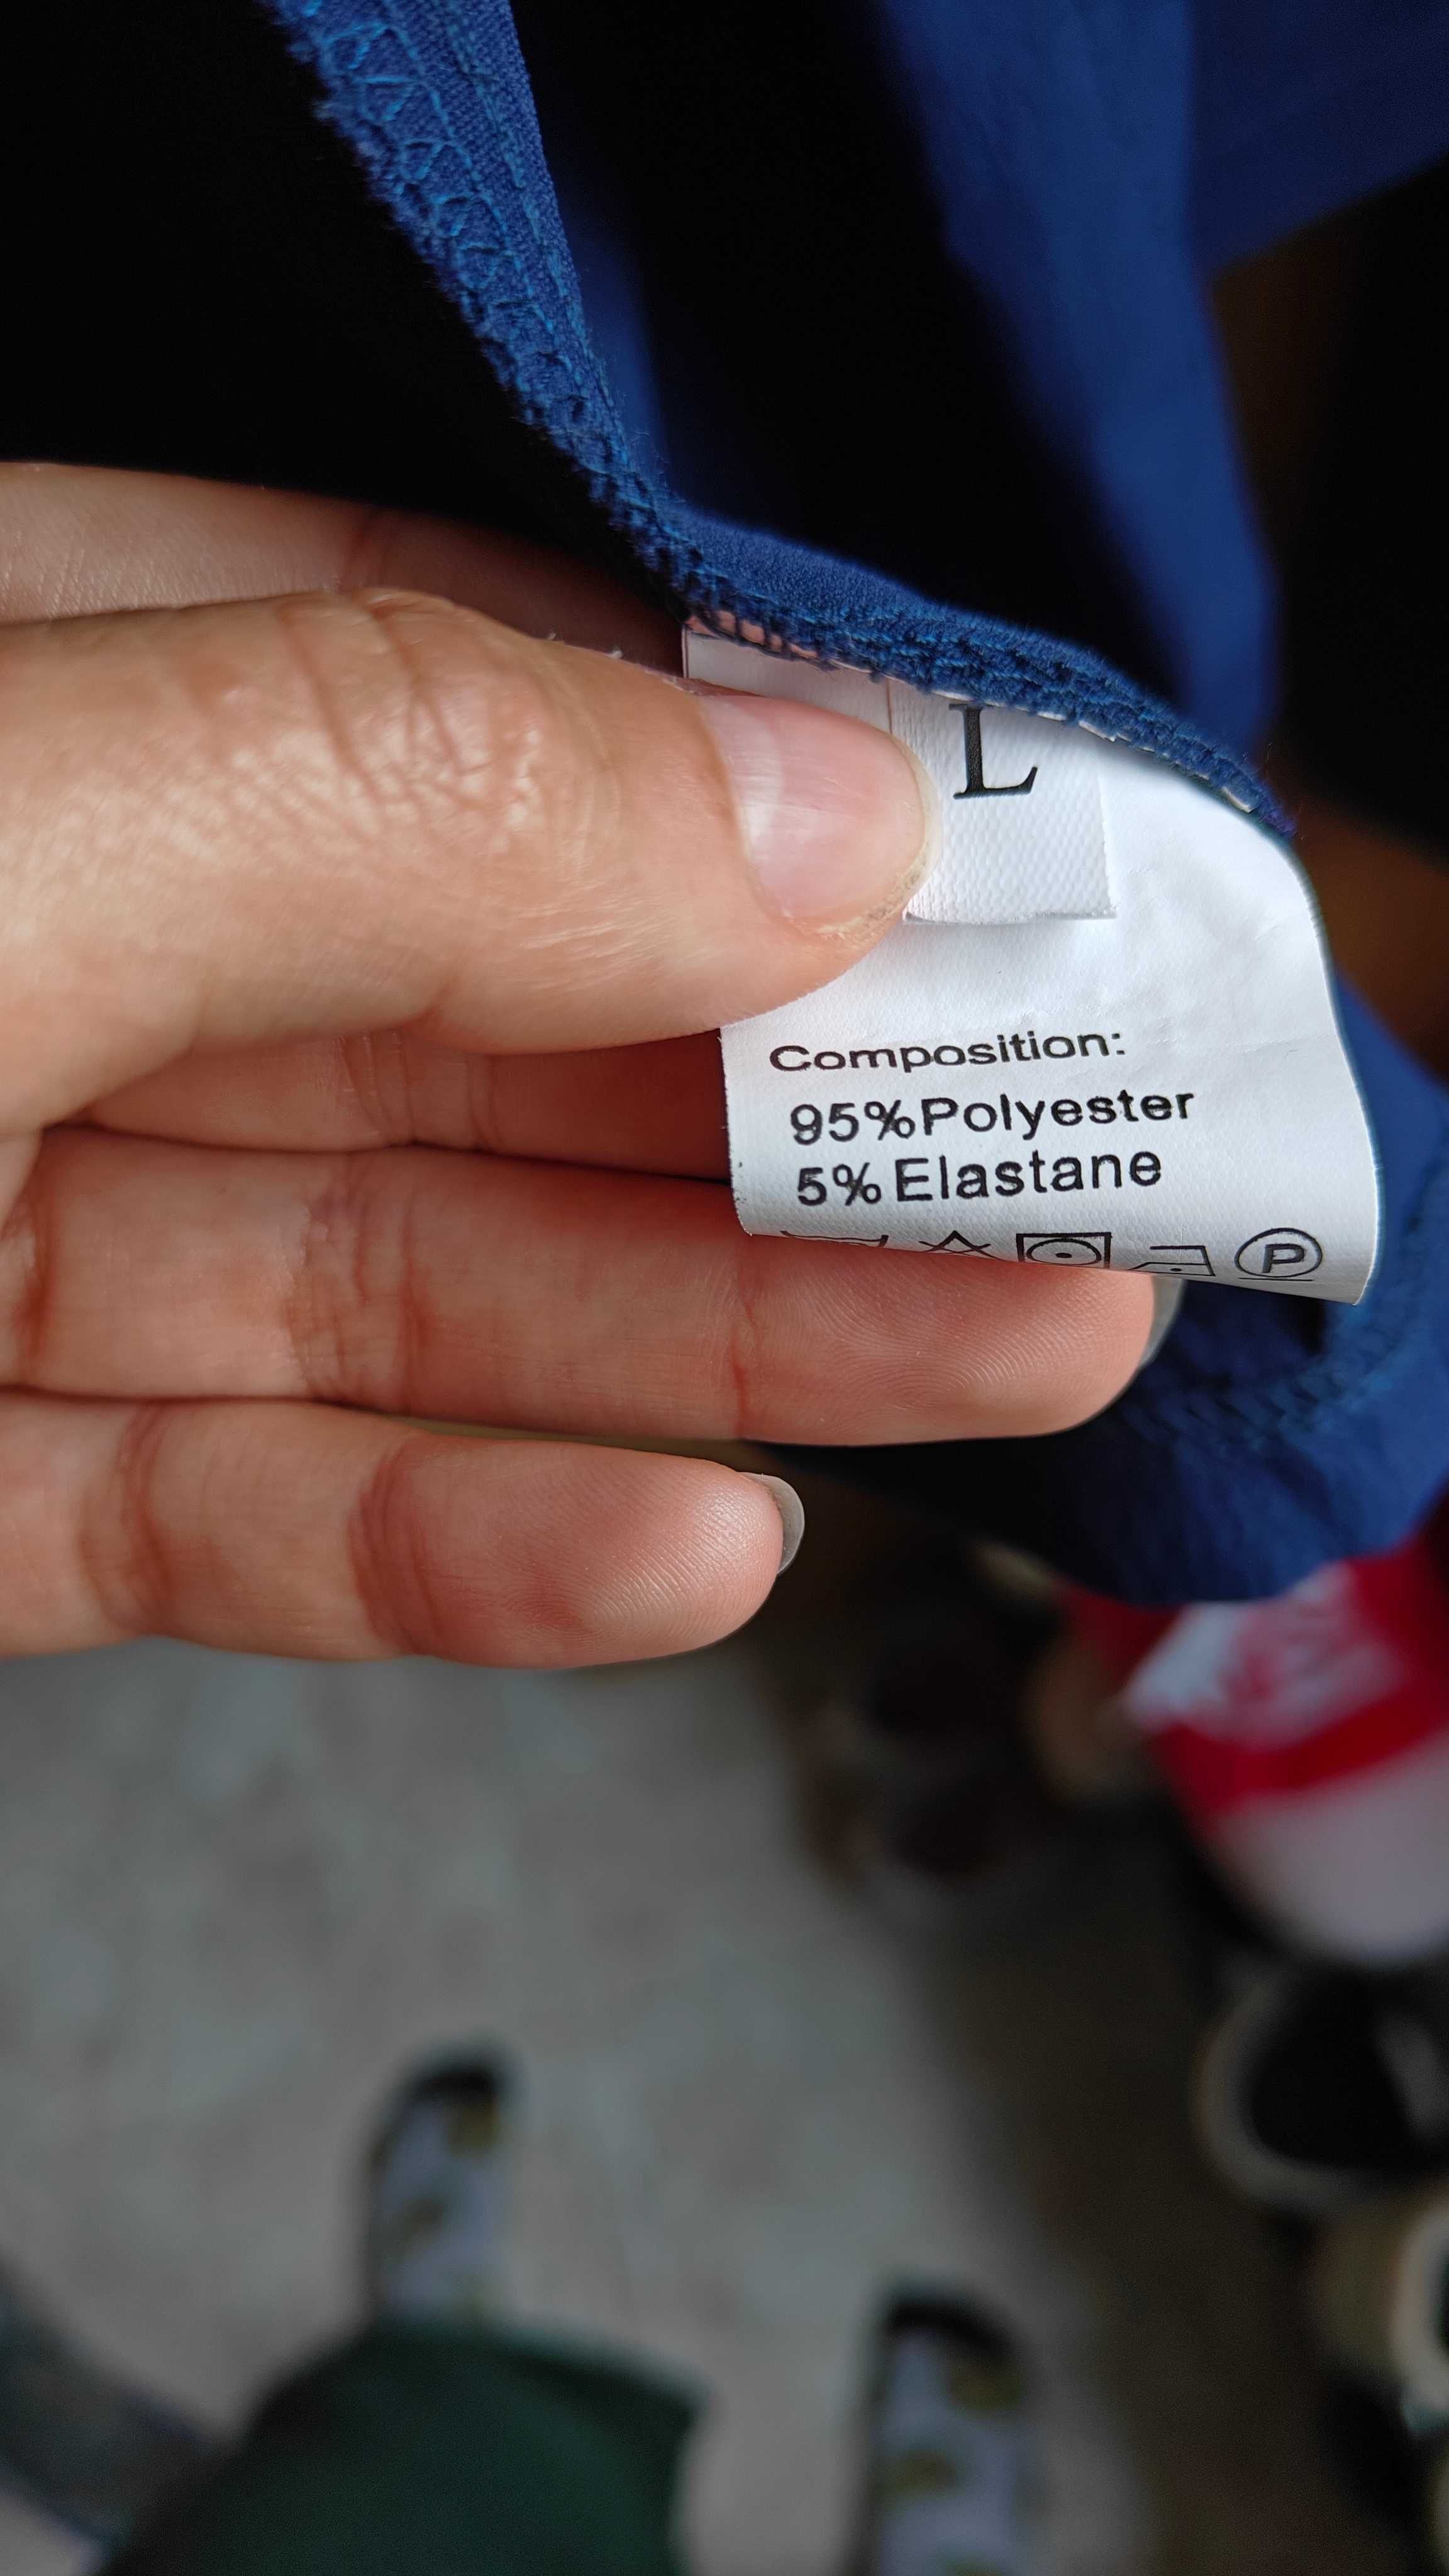 L
Composition:
95%Polyester
5% Elastane
P